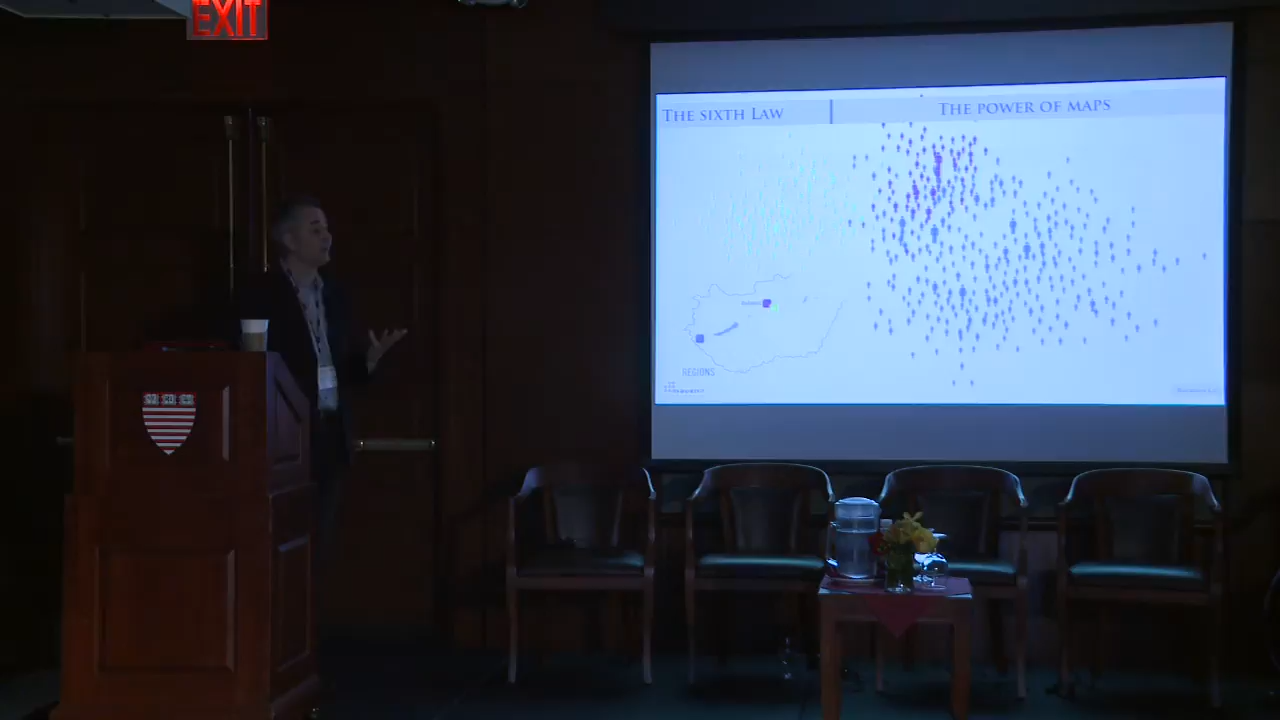 EXIT
THE SIXTH LAW
THE POWER OF MAPS
REGIONS